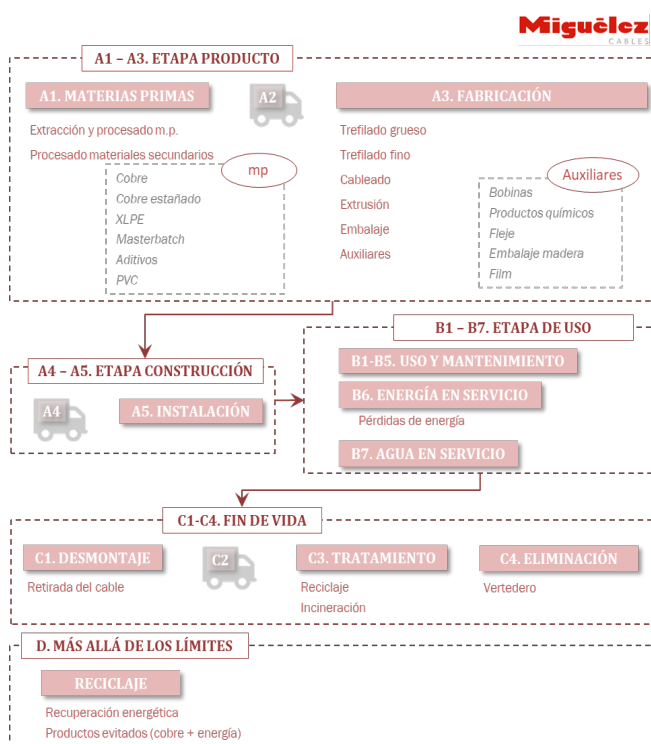 Miguélez
CABLES
A1 – A3. ETAPA PRODUCTO
A1. MATERIAS PRIMAS
A2
A3. FABRICACIÓN
Extracción y procesado m.p.
Procesado materiales secundarios
mp
Cobre
Cobre estañado
XLPE
Masterbatch
Aditivos
PVC
Trefilado grueso
Trefilado fino
Cableado
Extrusión
Embalaje
Auxiliares
Auxiliares
Bobinas
Productos químicos
Fleje
Embalaje madera
Film
A4 – A5. ETAPA CONSTRUCCIÓN
A4
A5. INSTALACIÓN
B1 – B7. ETAPA DE USO
B1-B5. USO Y MANTENIMIENTO
B6. ENERGÍA EN SERVICIO
Pérdidas de energía
B7. AGUA EN SERVICIO
C1-C4. FIN DE VIDA
C1. DESMONTAJE
C2
C3. TRATAMIENTO
C4. ELIMINACIÓN
Retirada del cable
Reciclaje
Incineración
Vertedero
D. MÁS ALLÁ DE LOS LÍMITES
RECICLAJE
Recuperación energética
Productos evitados (cobre + energía)